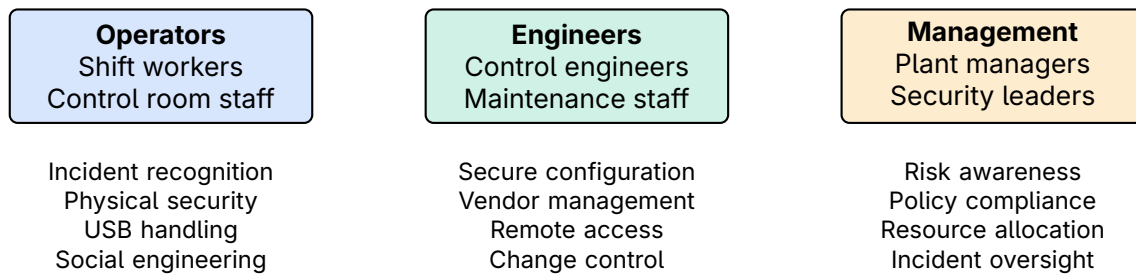 Operators
Shift workers
Control room staff
Incident recognition
Physical security
USB handling
Social engineering
Engineers
Control engineers
Maintenance staff
Secure configuration
Vendor management
Remote access
Change control
Management
Plant managers
Security leaders
Risk awareness
Policy compliance
Resource allocation
Incident oversight